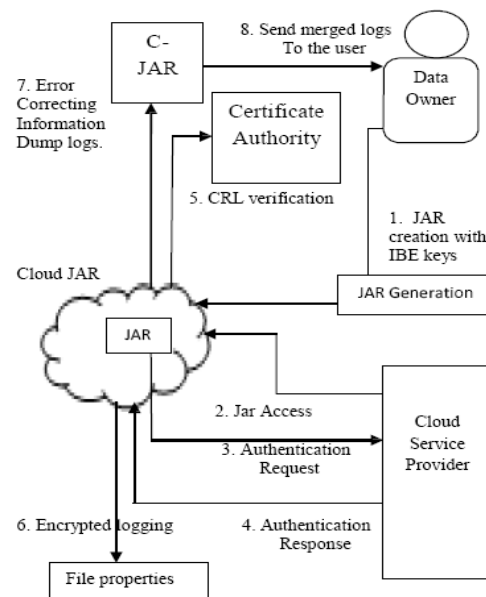 C-
JAR
8. Send merged logs
To the user
Data
Owner
7. Error
Correcting
Information
Dump logs.
Certificate
Authority
5. CRL verification
1. JAR
creation with
IBE keys
Cloud JAR
JAR Generation
JAR
2. Jar Access
3. Authentication
Request
Cloud
Service
Provider
6. Encrypted logging
4. Authentication
Response
File properties